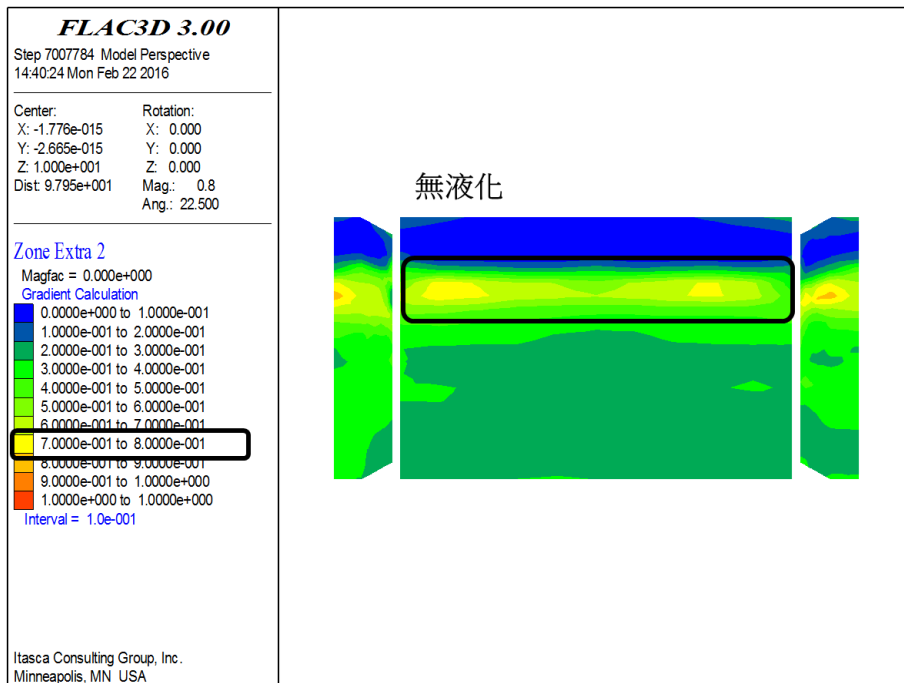 FLAC3D 3.00
Step 7007784 Model Perspective
14:40:24 Mon Feb 22 2016
Center:
X: -1.776e-015
Y: -2.665e-015
Z: 1.000e+001
Dist: 9.795e+001
Rotation:
X: 0.000
Y: 0.000
Z: 0.000
Mag.: 0.8
Ang.: 22.500
Zone Extra 2
Magfac = 0.000e+000
Gradient Calculation
0.0000e+000 to 1.0000e-001
1.0000e-001 to 2.0000e-001
2.0000e-001 to 3.0000e-001
3.0000e-001 to 4.0000e-001
4.0000e-001 to 5.0000e-001
5.0000e-001 to 6.0000e-001
6.0000e-001 to 7.0000e-001
7.0000e-001 to 8.0000e-001
8.0000e-001 to 9.0000e-001
9.0000e-001 to 1.0000e+000
1.0000e+000 to 1.0000e+000
Interval = 1.0e-001
Itasca Consulting Group, Inc.
Minneapolis, MN USA
無液化